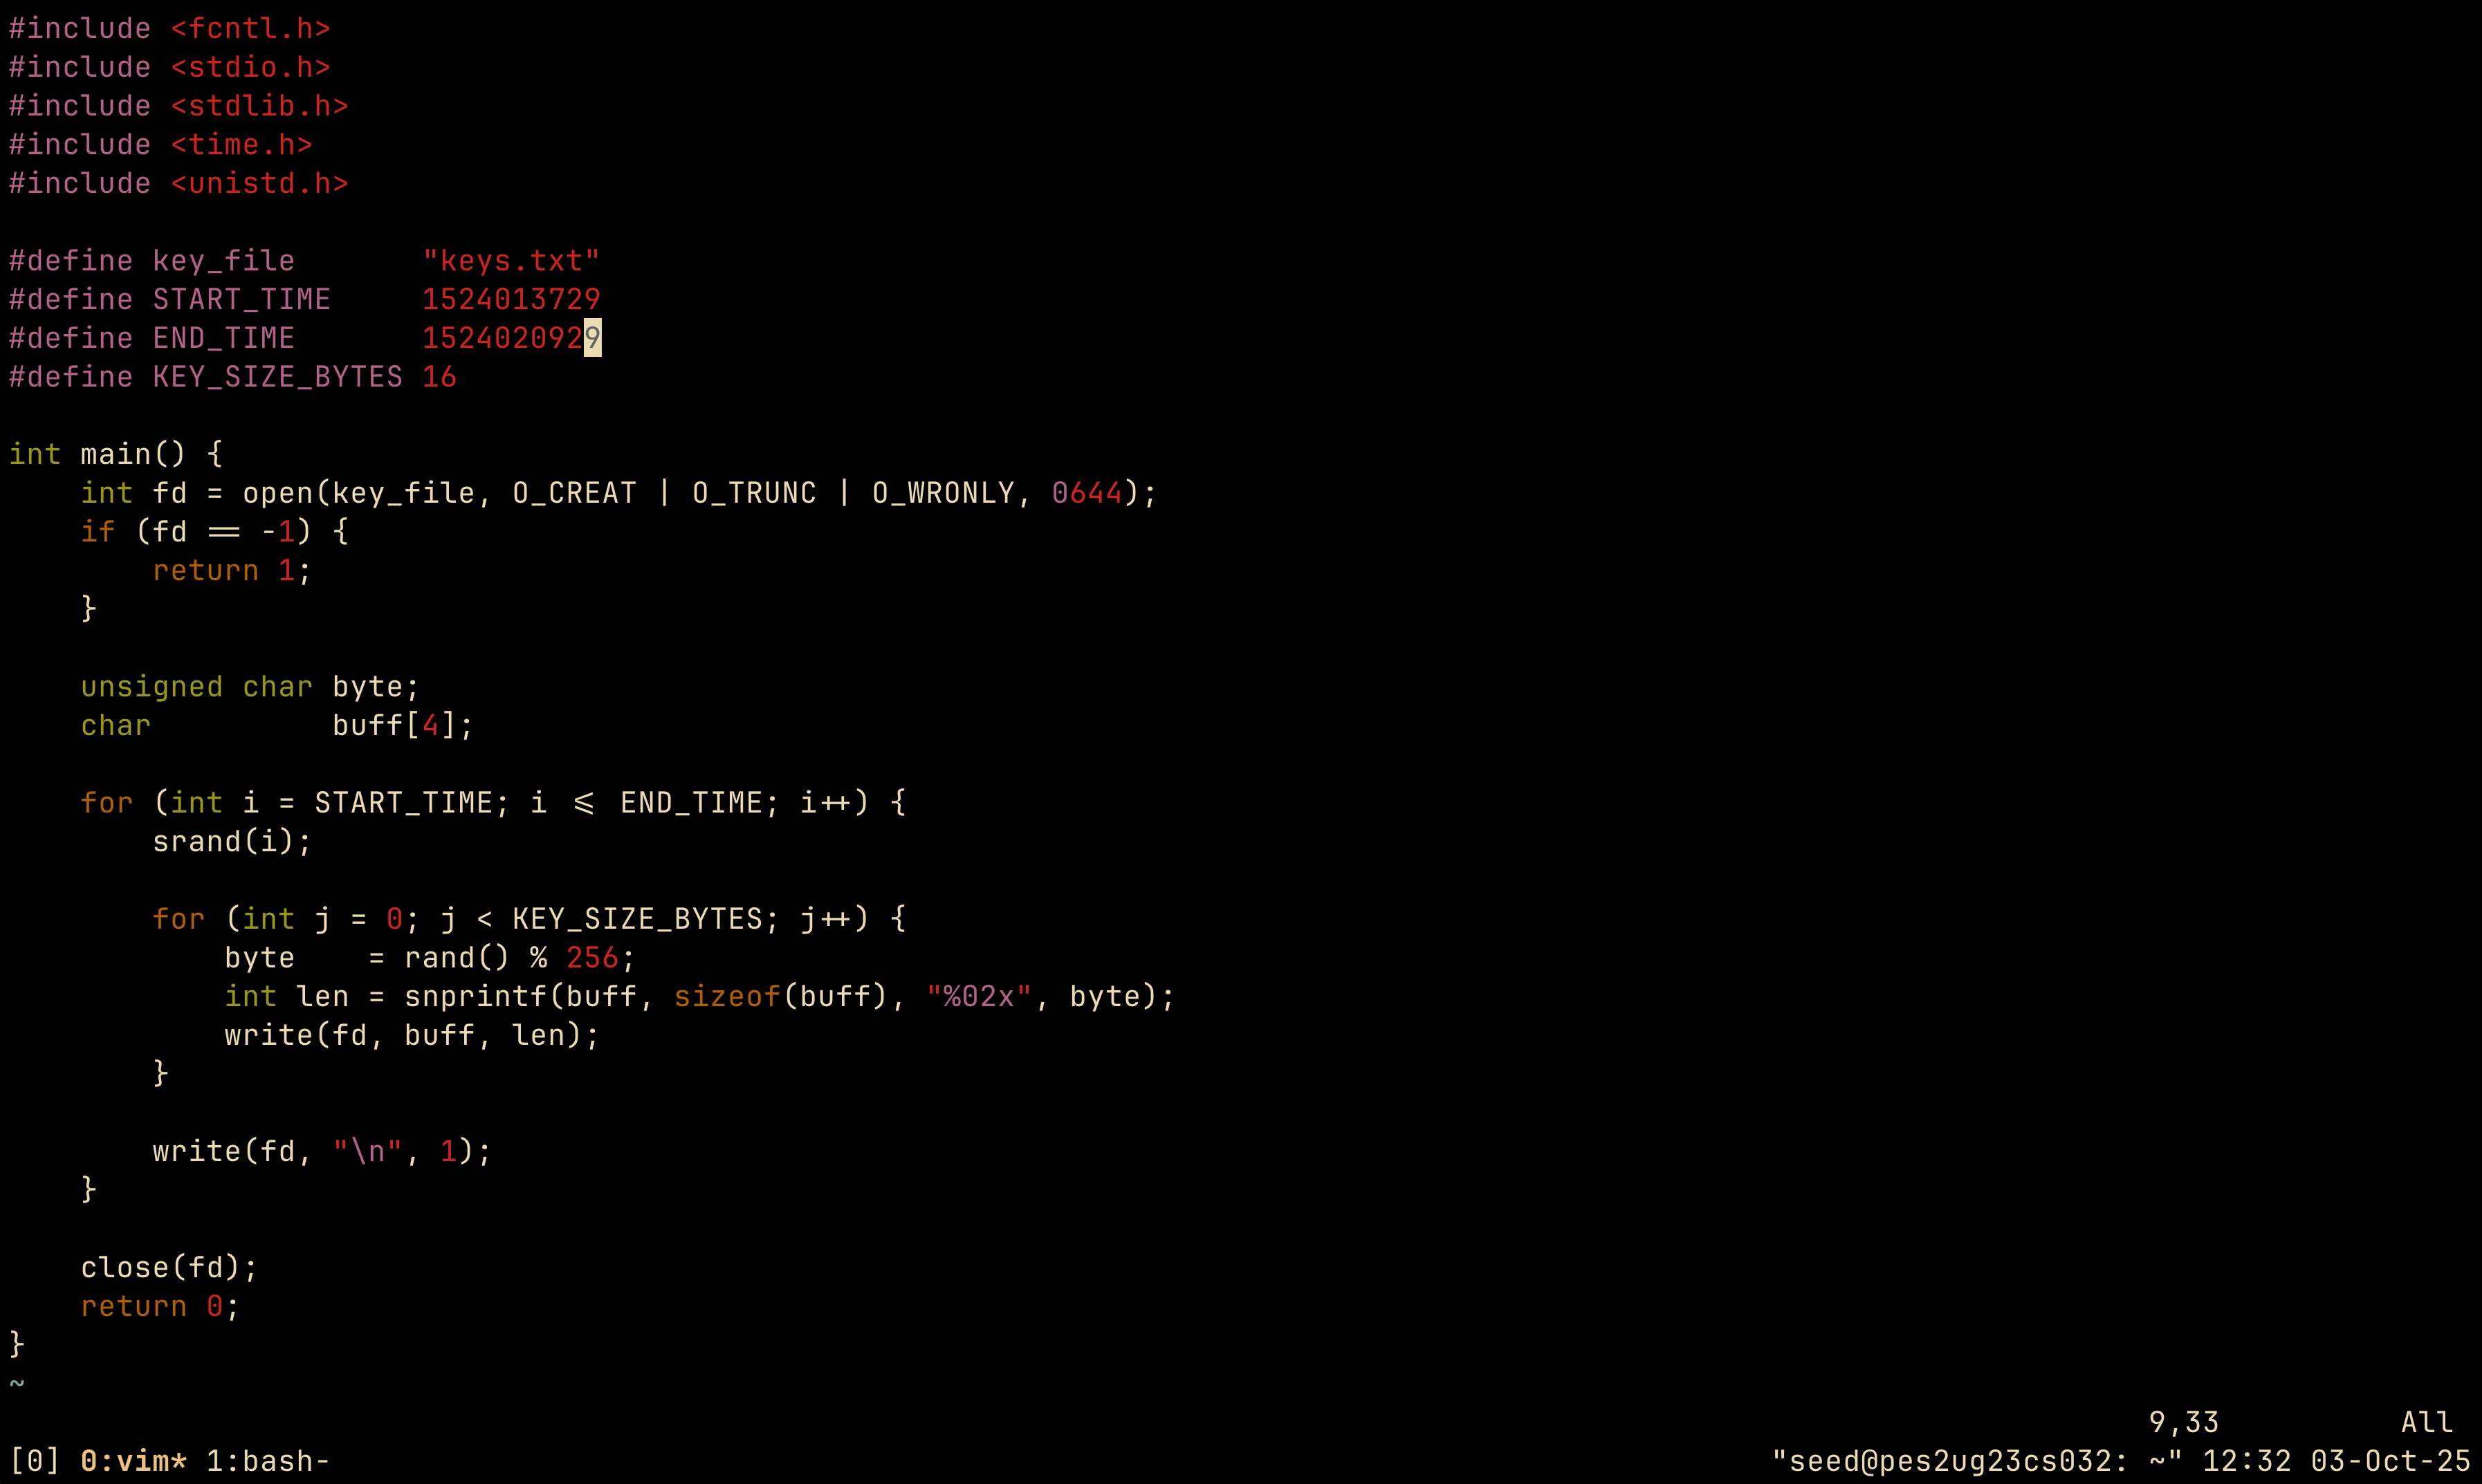 #include <fcntl.h>
#include <stdio.h>
#include <stdlib.h>
#include <time.h>
#include <unistd.h>

#define key_file       "keys.txt"
#define START_TIME     1524013729
#define END_TIME       1524020929
#define KEY_SIZE_BYTES 16

int main() {
    int fd = open(key_file, O_CREAT | O_TRUNC | O_WRONLY, 0644);
    if (fd == -1) {
        return 1;
    }

    unsigned char byte;
    char          buff[4];

    for (int i = START_TIME; i <= END_TIME; i++) {
        srand(i);

        for (int j = 0; j < KEY_SIZE_BYTES; j++) {
            byte    = rand() % 256;
            int len = snprintf(buff, sizeof(buff), "%02x", byte);
            write(fd, buff, len);
        }

        write(fd, "\n", 1);
    }

    close(fd);
    return 0;
}
~
9,33          All
[0] 0:vim* 1:bash- "seed@pes2ug23cs032: ~" 12:32 03-Oct-25